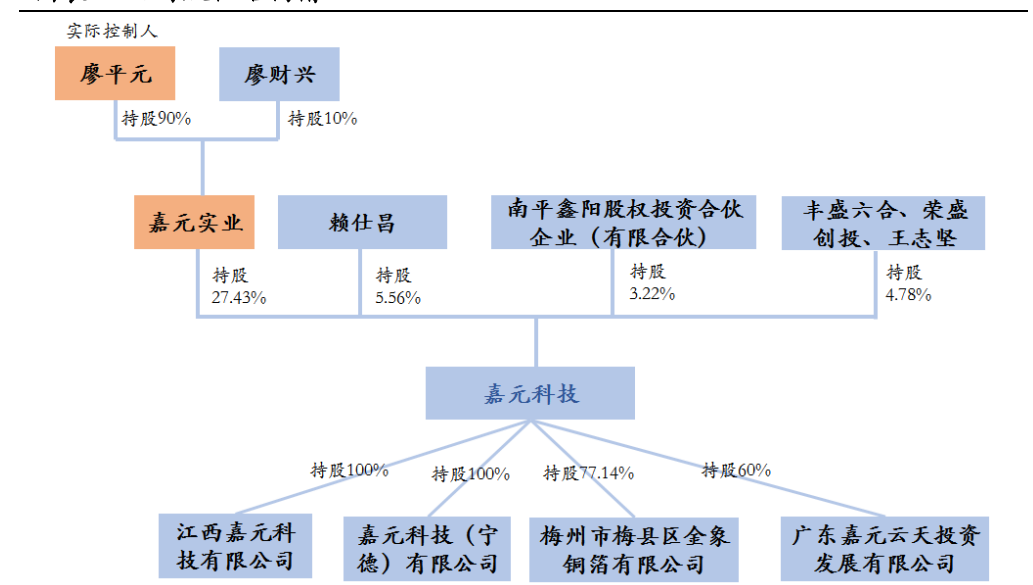 实际控制人
廖平元
廖财兴
持股90%
持股10%
嘉元实业
赖仕昌
南平鑫阳股权投资合伙
企业（有限合伙）
丰盛六合、荣盛
创投、王志坚
持股
27.43%
持股
5.56%
持股
3.22%
持股
4.78%
嘉元科技
持股100%
持股100%
持股77.14%
持股60%
江西嘉元科
技有限公司
嘉元科技（宁
德）有限公司
梅州市梅县区全象
铜箔有限公司
广东嘉元云天投资
发展有限公司